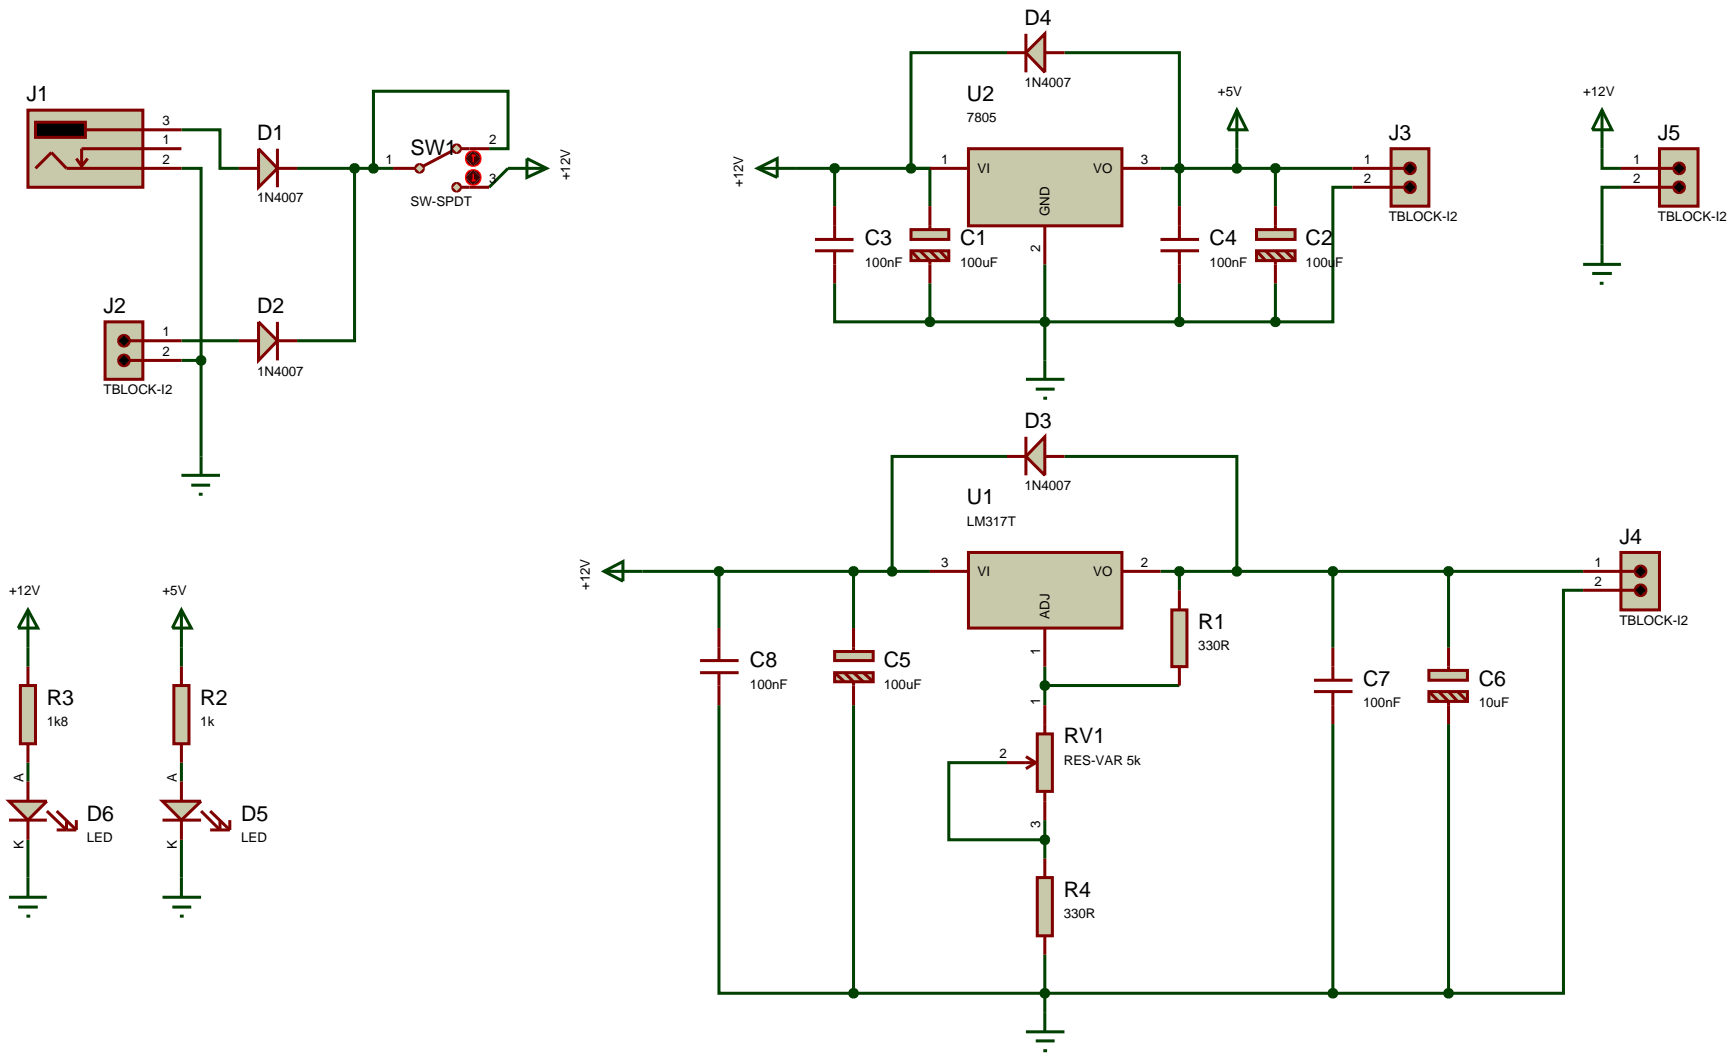 J1
3
1
2
D1
1N4007
1
SW1
2
3
SW-SPDT
+12V
J2
1
2
TBLOCK-I2
D2
1N4007
D4
1N4007
U2
7805
+12V
1
VI
VO
3
GND
2
C3
100nF
C1
100uF
C4
100nF
C2
100uF
+5V
J3
1
2
TBLOCK-I2
+12V
J5
1
2
TBLOCK-I2
D3
1N4007
U1
LM317T
+12V
3
VI
VO
2
ADJ
1
R1
330R
C8
100nF
C5
100uF
1
RV1
RES-VAR 5k
2
3
R4
330R
C7
100nF
C6
10uF
J4
1
2
TBLOCK-I2
+12V
R3
1k8
A
D6
LED
K
+5V
R2
1k
A
D5
LED
K